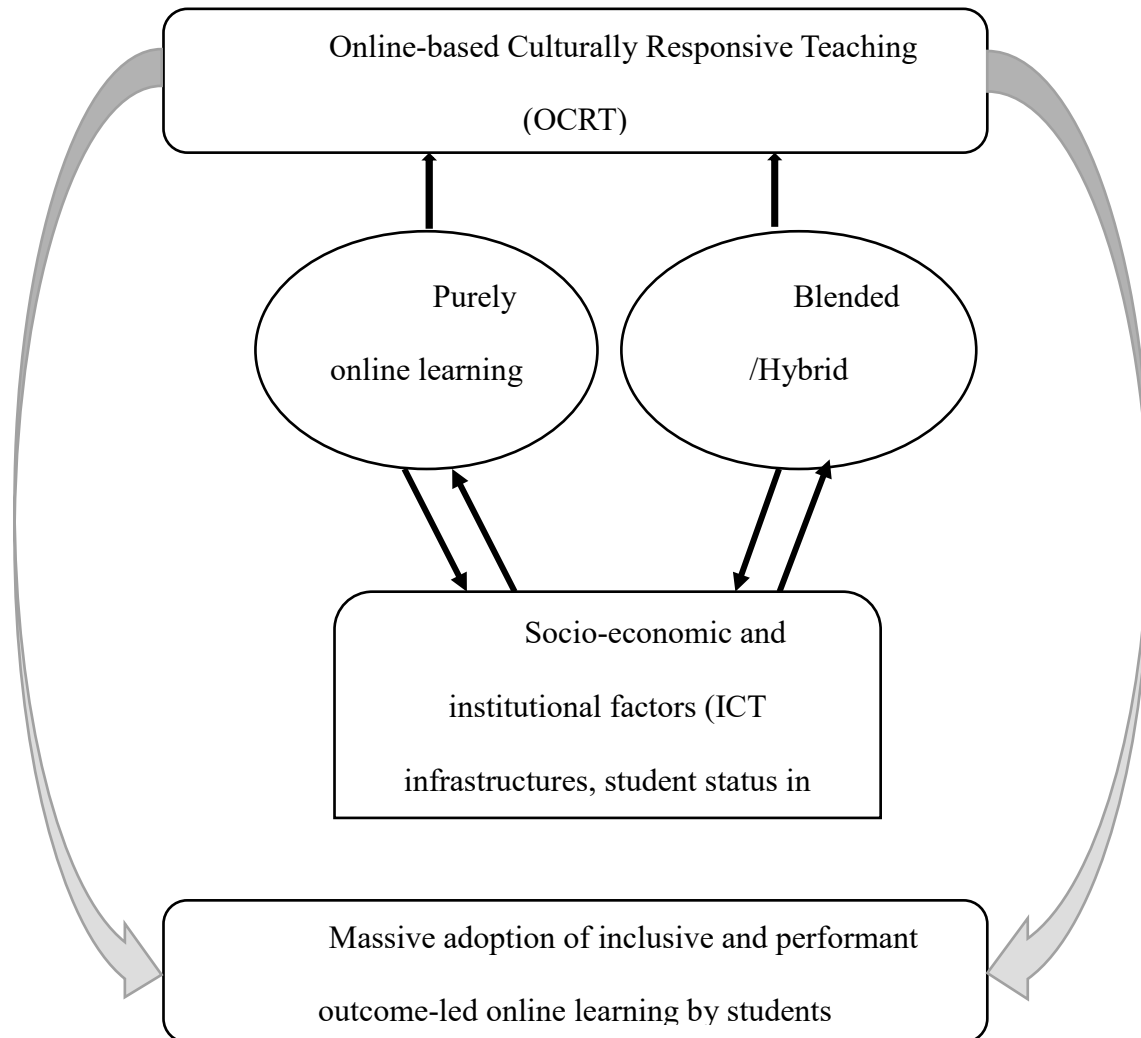 Online-based Culturally Responsive Teaching
(OCRT)
Purely
online learning
Blended
/Hybrid
Socio-economic and
institutional factors (ICT
infrastructures, student status in
Massive adoption of inclusive and performant
outcome-led online learning by students